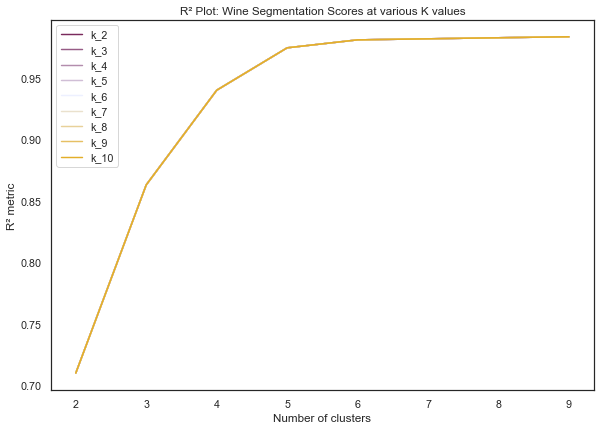 R² Plot: Wine Segmentation Scores at various K values
k_2
k_3
k_4
k_5
k_6
k_7
k_8
k_9
k_10
0.95
0.90
0.85
0.80
0.75
0.70
R² metric
2 3 4 5 6 7 8 9
Number of clusters